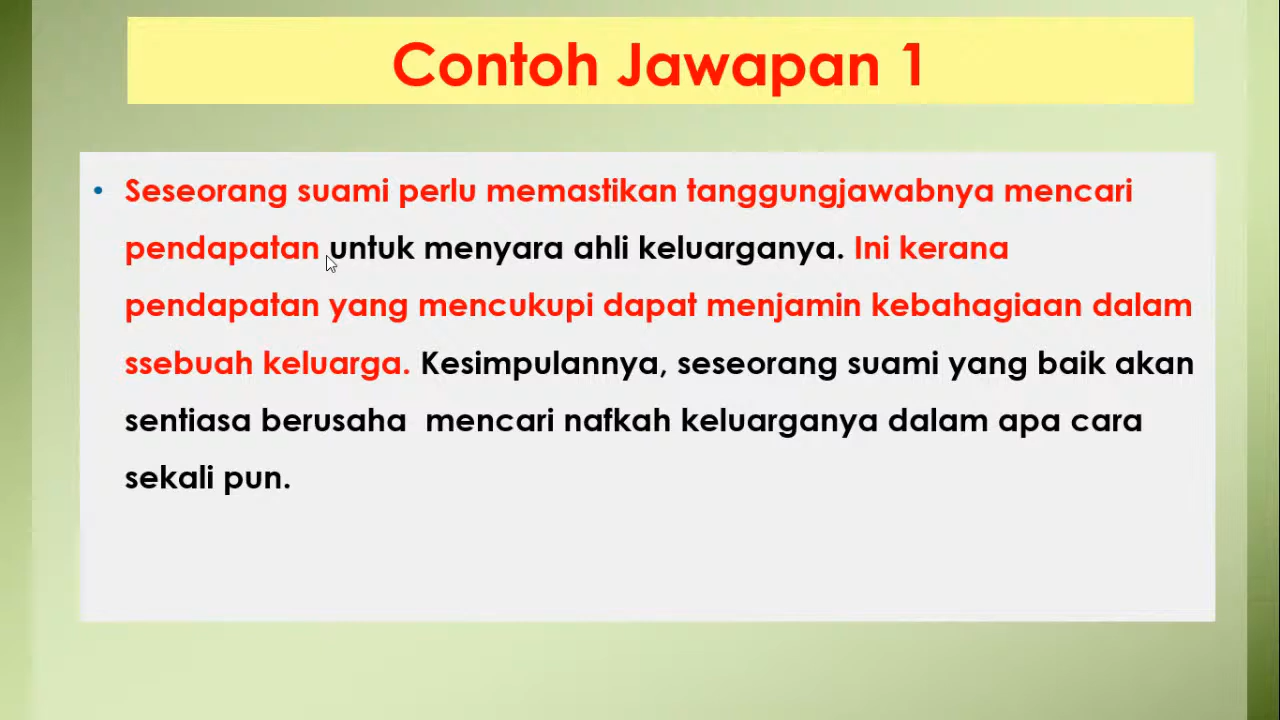 Contoh Jawapan 1
• Seseorang suami perlu memastikan tanggungjawabnya mencari
pendapatan untuk menyara ahli keluarganya. Ini kerana
pendapatan yang mencukupi dapat menjamin kebahagiaan dalam
ssebuah keluarga. Kesimpulannya, seseorang suami yang baik akan
sentiasa berusaha  mencari nafkah keluarganya dalam apa cara
sekali pun.